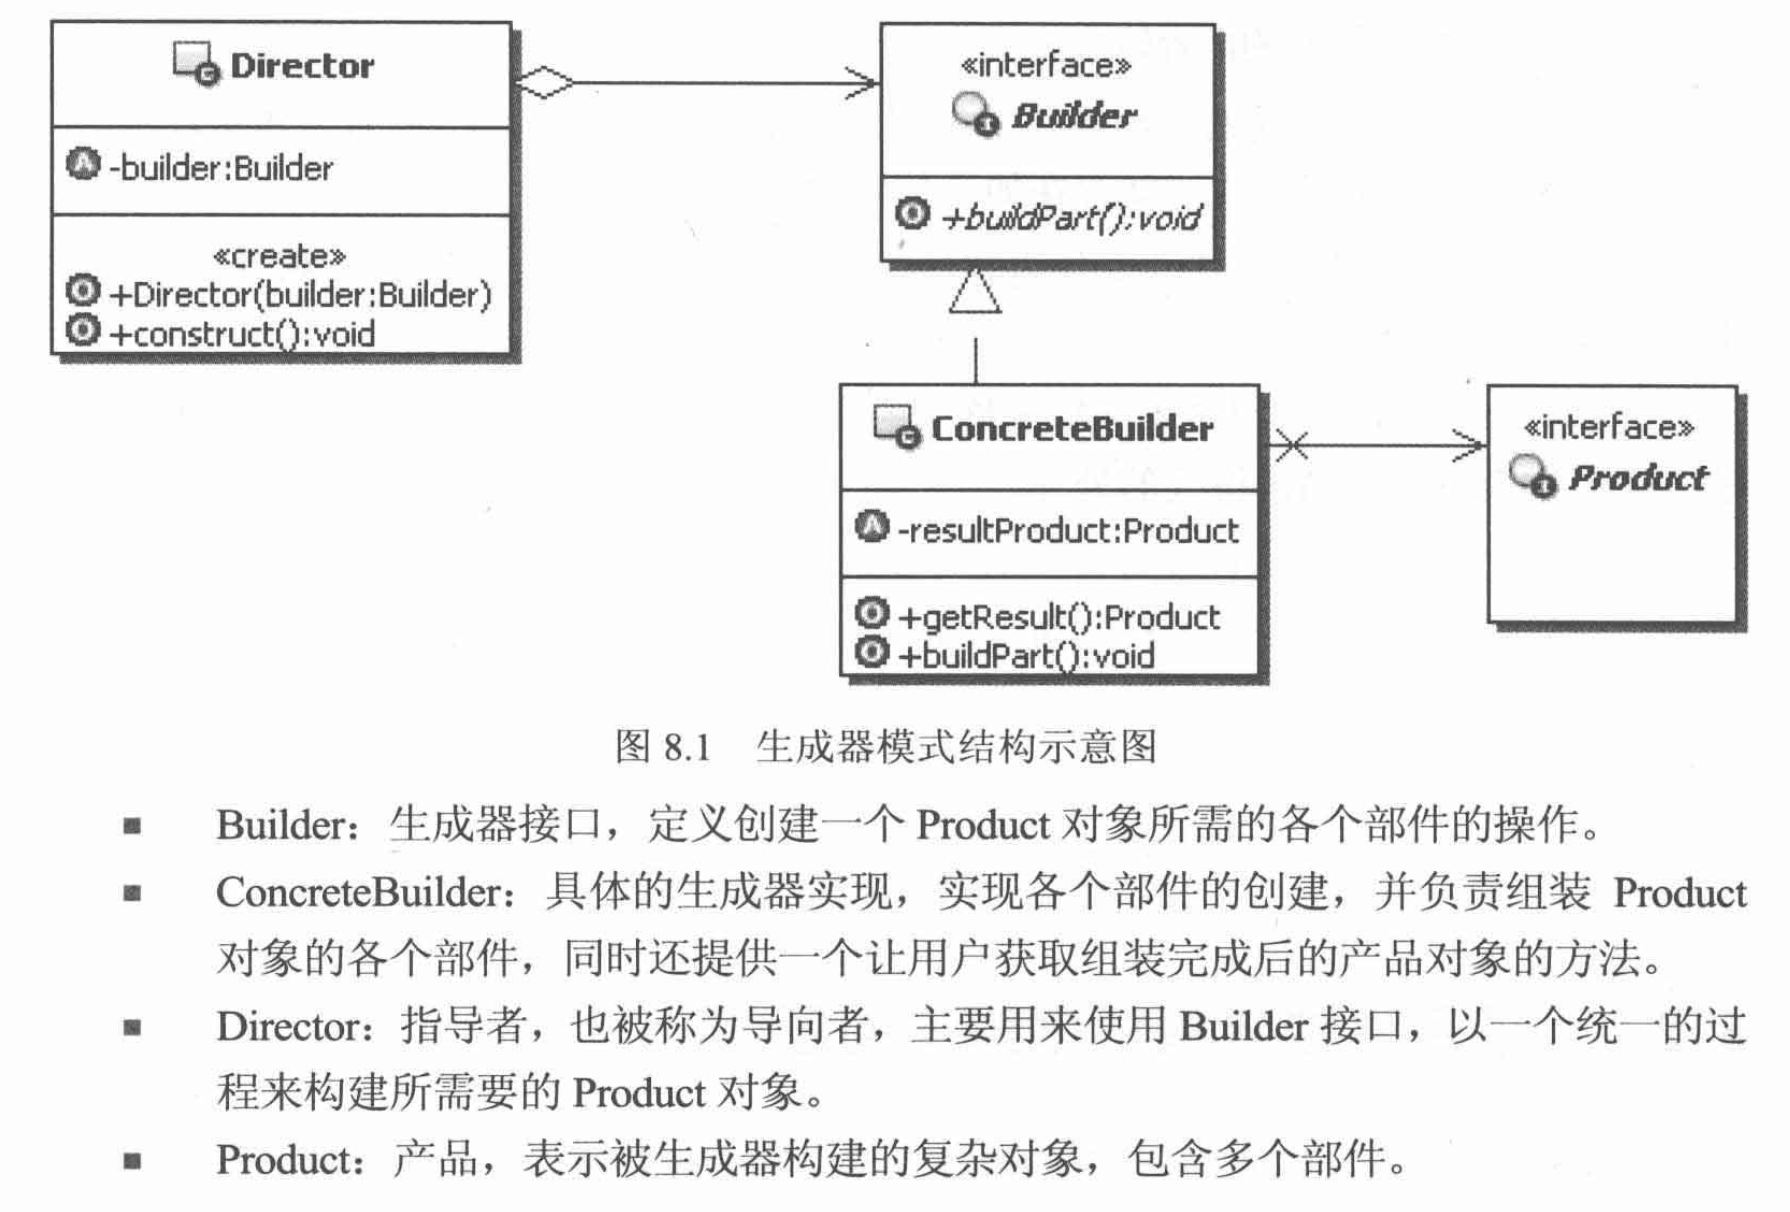 Director
-builder:Builder
«create»
+Director(builder:Builder)
+construct():void
«interface»
Builder
+buildPart():void
ConcreteBuilder
-resultProduct:Product
+getResult():Product
+buildPart():void
«interface»
Product
图 8.1 生成器模式结构示意图
■ Builder：生成器接口，定义创建一个 Product 对象所需的各个部件的操作。
■ ConcreteBuilder：具体的生成器实现，实现各个部件的创建，并负责组装 Product
对象的各个部件，同时还提供一个让用户获取组装完成后的产品对象的方法。
■ Director：指导者，也被称为导向者，主要用来使用 Builder 接口，以一个统一的过
程来构建所需要的 Product 对象。
■ Product：产品，表示被生成器构建的复杂对象，包含多个部件。